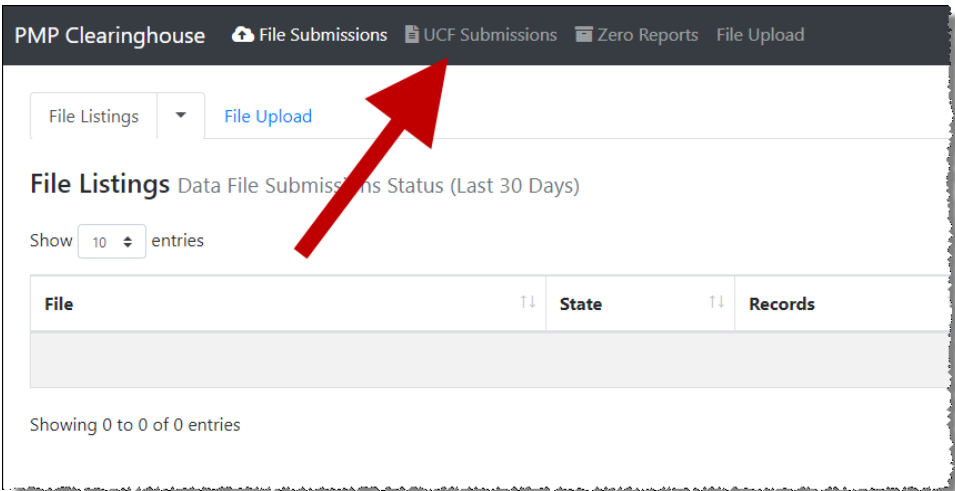 PMP Clearinghouse File Submissions UCF Submissions Zero Reports File Upload
File Listings File Upload
File Listings Data File Submissions Status (Last 30 Days)
Show 10 entries
File State Records
Showing 0 to 0 of 0 entries